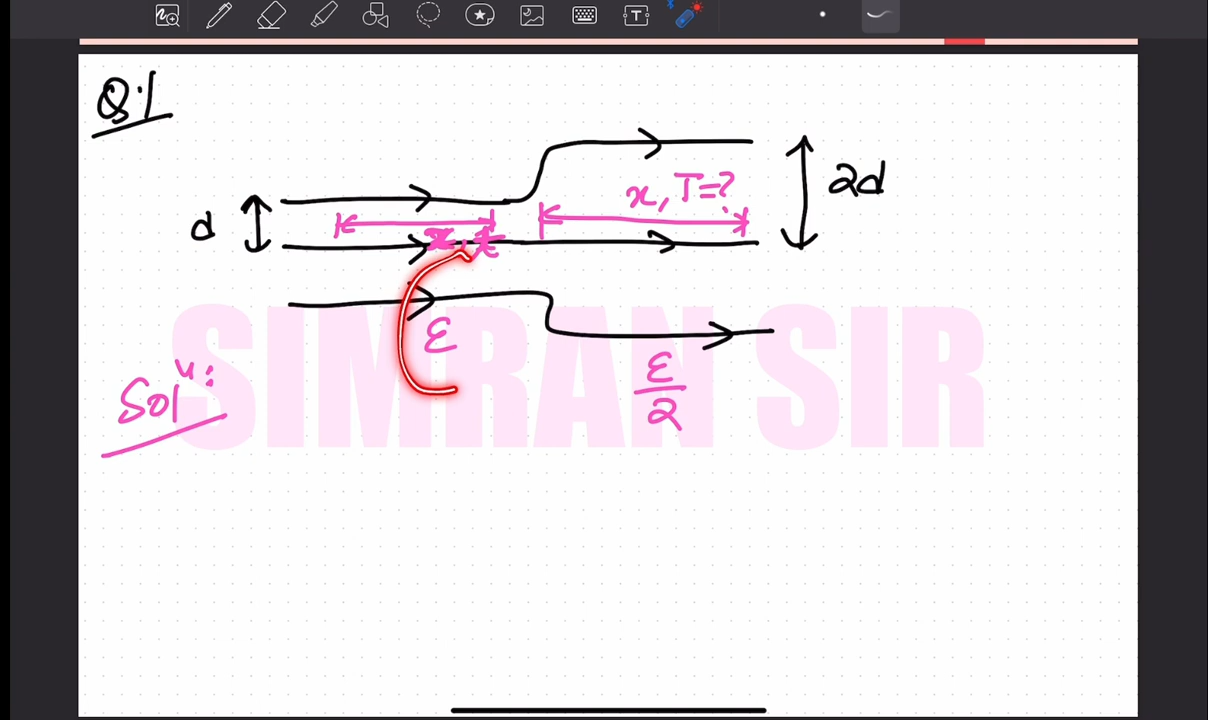 Q.1
x, T=?
2d
d
x, t
ε
ε/2
Solⁿ:
SIMRAN SIR